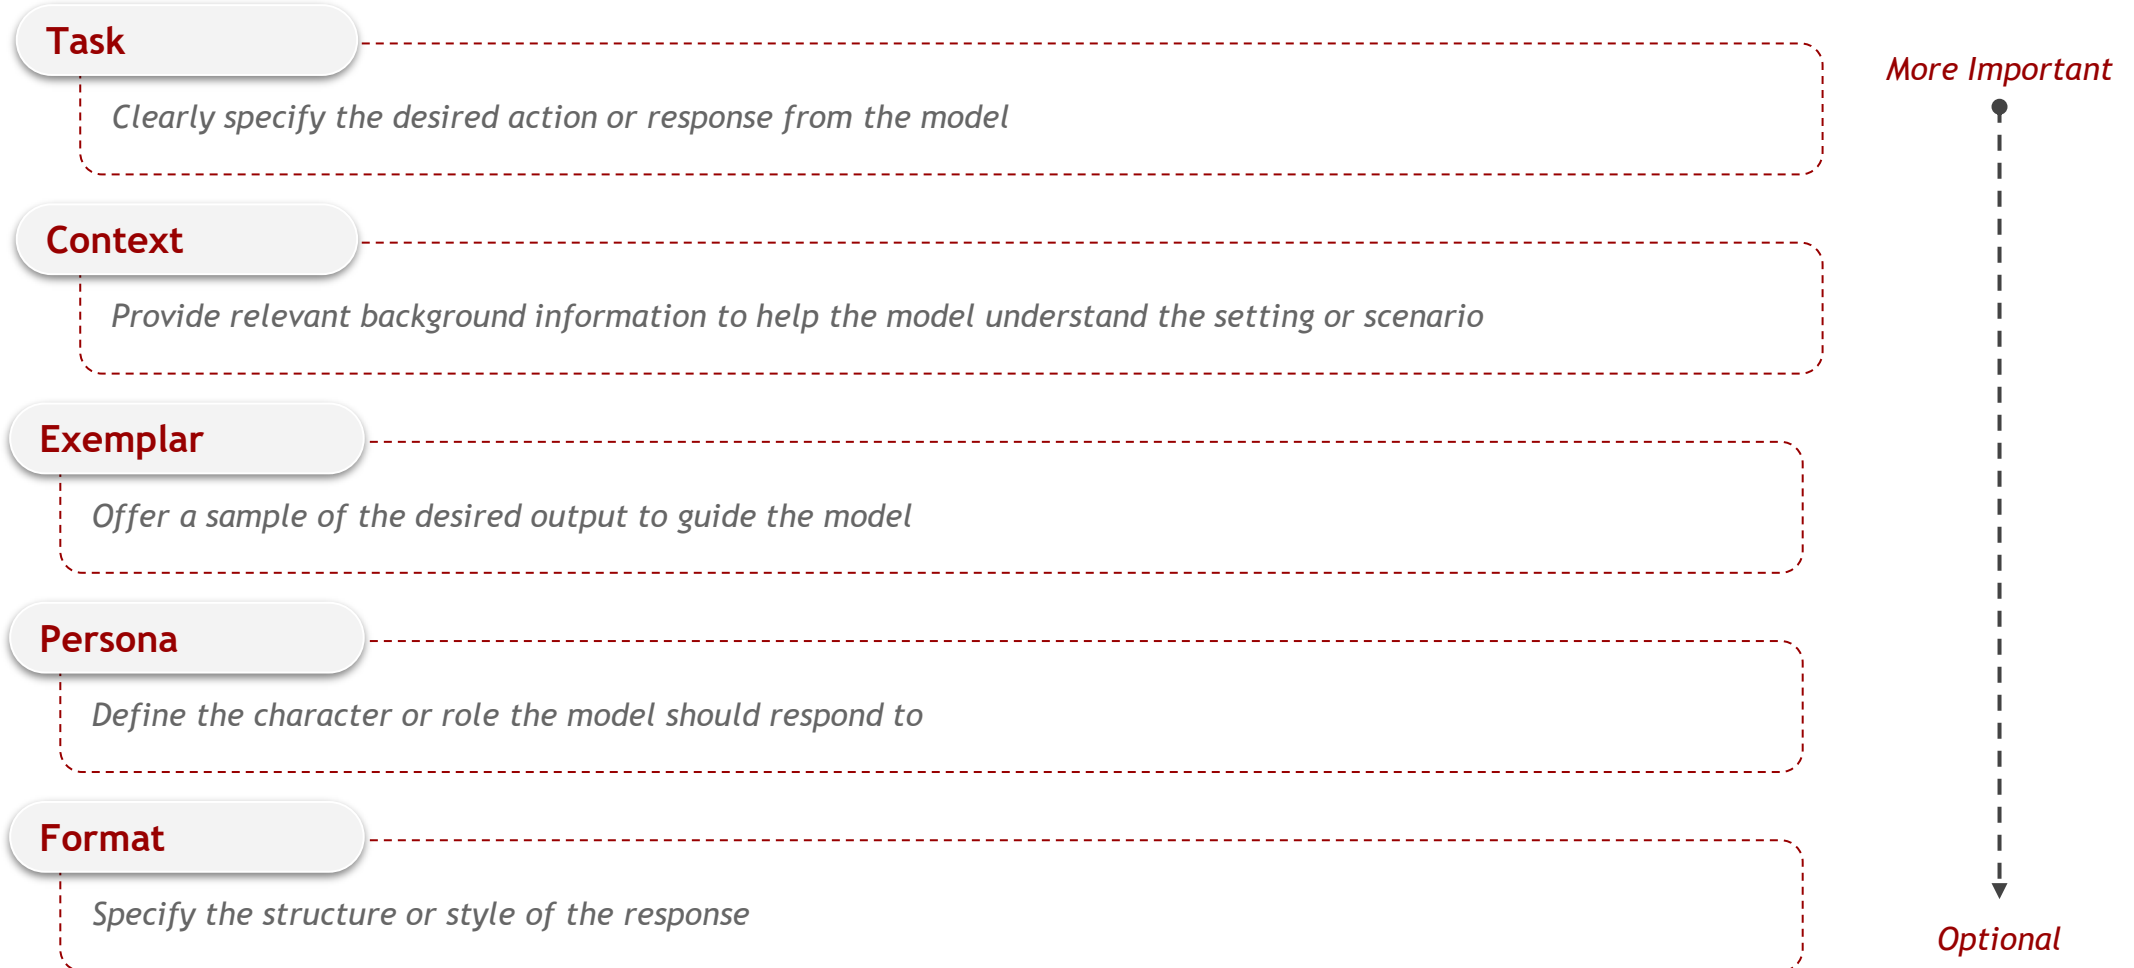 Task
More Important
Clearly specify the desired action or response from the model
Context
Provide relevant background information to help the model understand the setting or scenario
Exemplar
Offer a sample of the desired output to guide the model
Persona
Define the character or role the model should respond to
Format
Specify the structure or style of the response
Optional